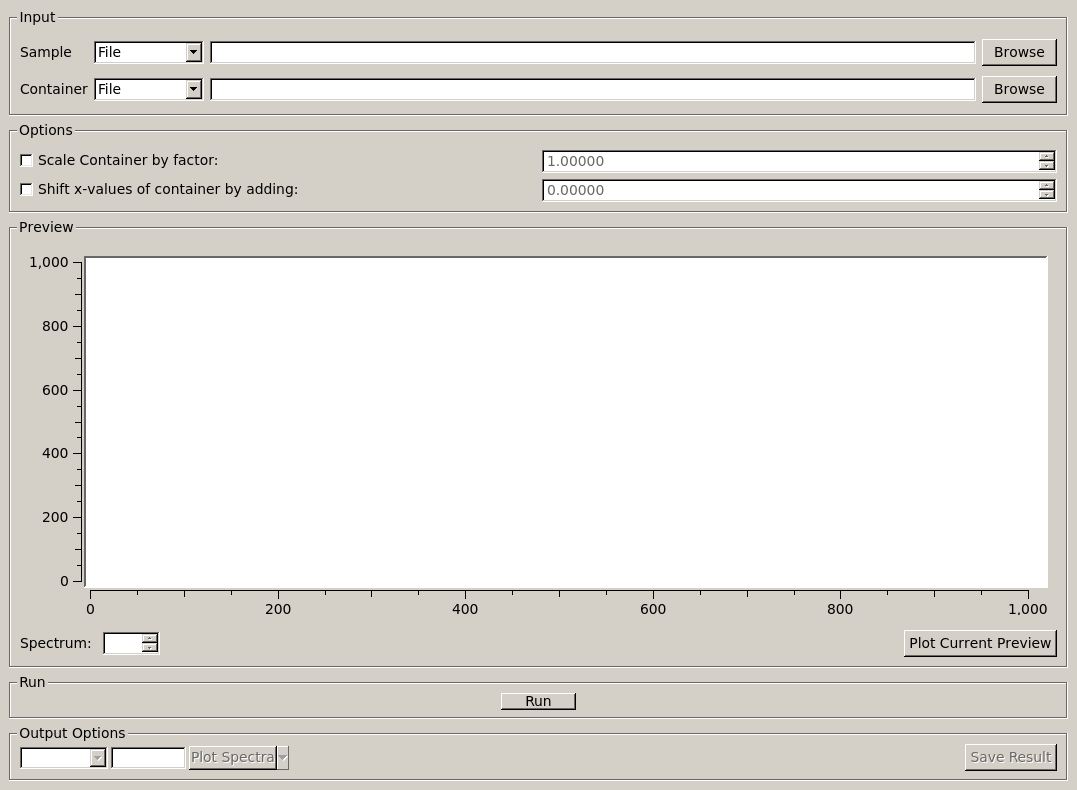 Input
Sample File Browse
Container File Browse
Options
Scale Container by factor: 1.00000
Shift x-values of container by adding: 0.00000
Preview
1,000
800
600
400
200
0
0 200 400 600 800 1,000
Spectrum: Plot Current Preview
Run
Run
Output Options
Plot Spectra Save Result